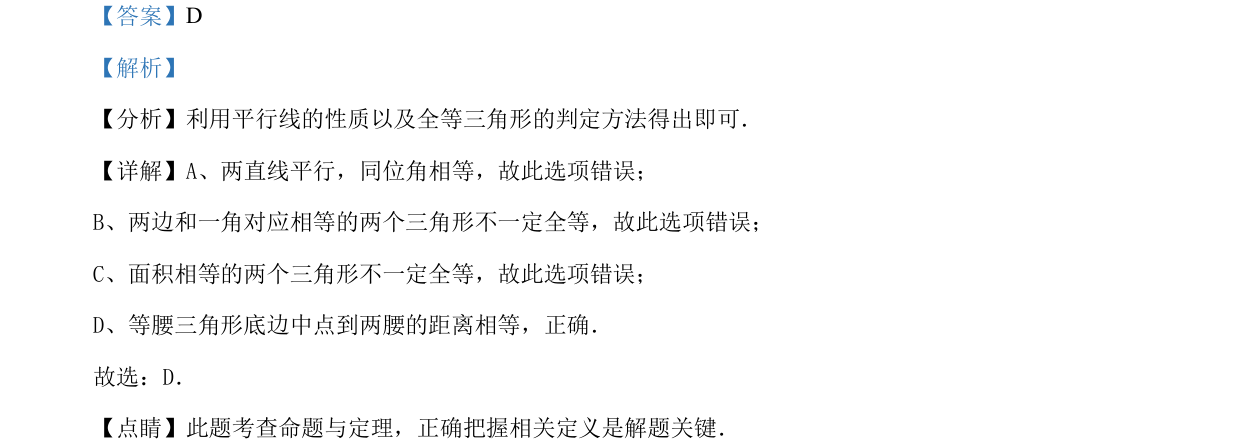 【答案】D
【解析】
【分析】利用平行线的性质以及全等三角形的判定方法得出即可．
【详解】A、两直线平行，同位角相等，故此选项错误；
B、两边和一角对应相等的两个三角形不一定全等，故此选项错误；
C、面积相等的两个三角形不一定全等，故此选项错误；
D、等腰三角形底边中点到两腰的距离相等，正确．
故选：D．
【点睛】此题考查命题与定理，正确把握相关定义是解题关键．